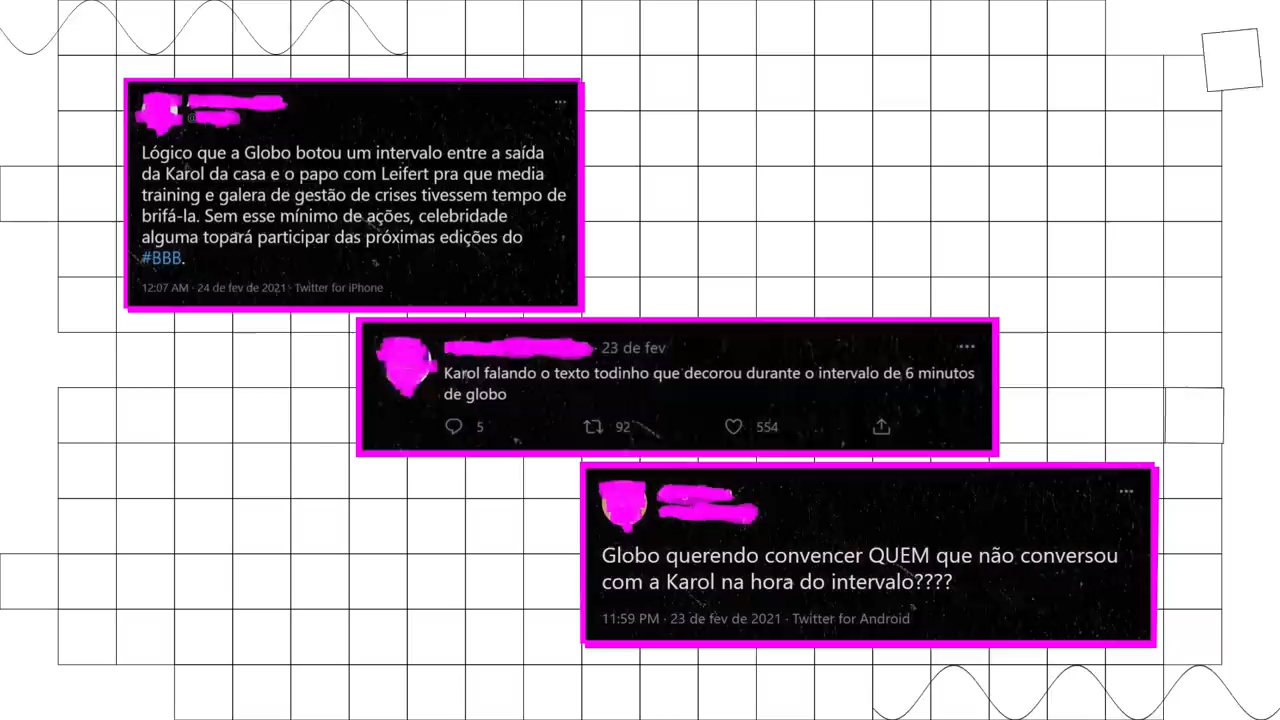 Lógico que a Globo botou um intervalo entre a saída
da Karol da casa e o papo com Leifert pra que media
training e galera de gestão de crises tivessem tempo de
brifá-la. Sem esse mínimo de ações, celebridade
alguma topará participar das próximas edições do
#BBB.
12:07 AM · 24 de fev de 2021 · Twitter for iPhone
· 23 de fev
Karol falando o texto todinho que decorou durante o intervalo de 6 minutos
de globo
5 92 554
Globo querendo convencer QUEM que não conversou
com a Karol na hora do intervalo????
11:59 PM · 23 de fev de 2021 · Twitter for Android